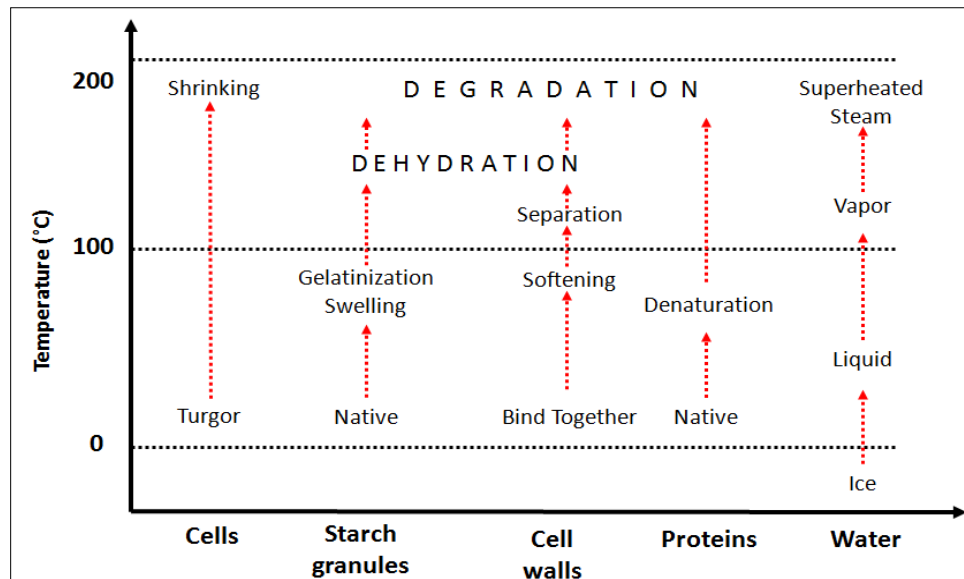 200
Shrinking
D E G R A D A T I O N
Superheated
Steam
DEHYDRATION
Separation
Vapor
100
Gelatinization
Swelling
Softening
Denaturation
Liquid
Temperature (°C)
Turgor
Native
Bind Together
Native
0
Ice
Cells
Starch
granules
Cell
walls
Proteins
Water